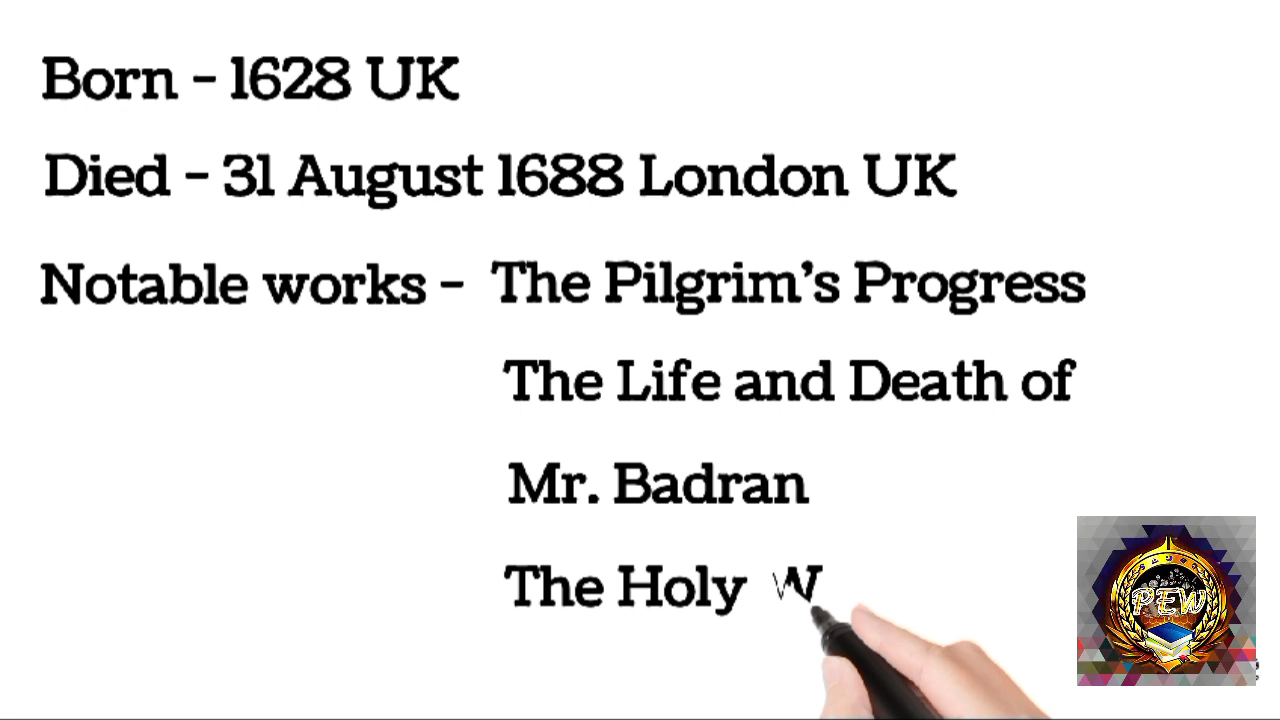 Born - 1628 UK
Died - 31 August 1688 London UK
Notable works - The Pilgrim's Progress
The Life and Death of
Mr. Badran
The Holy W
PEW